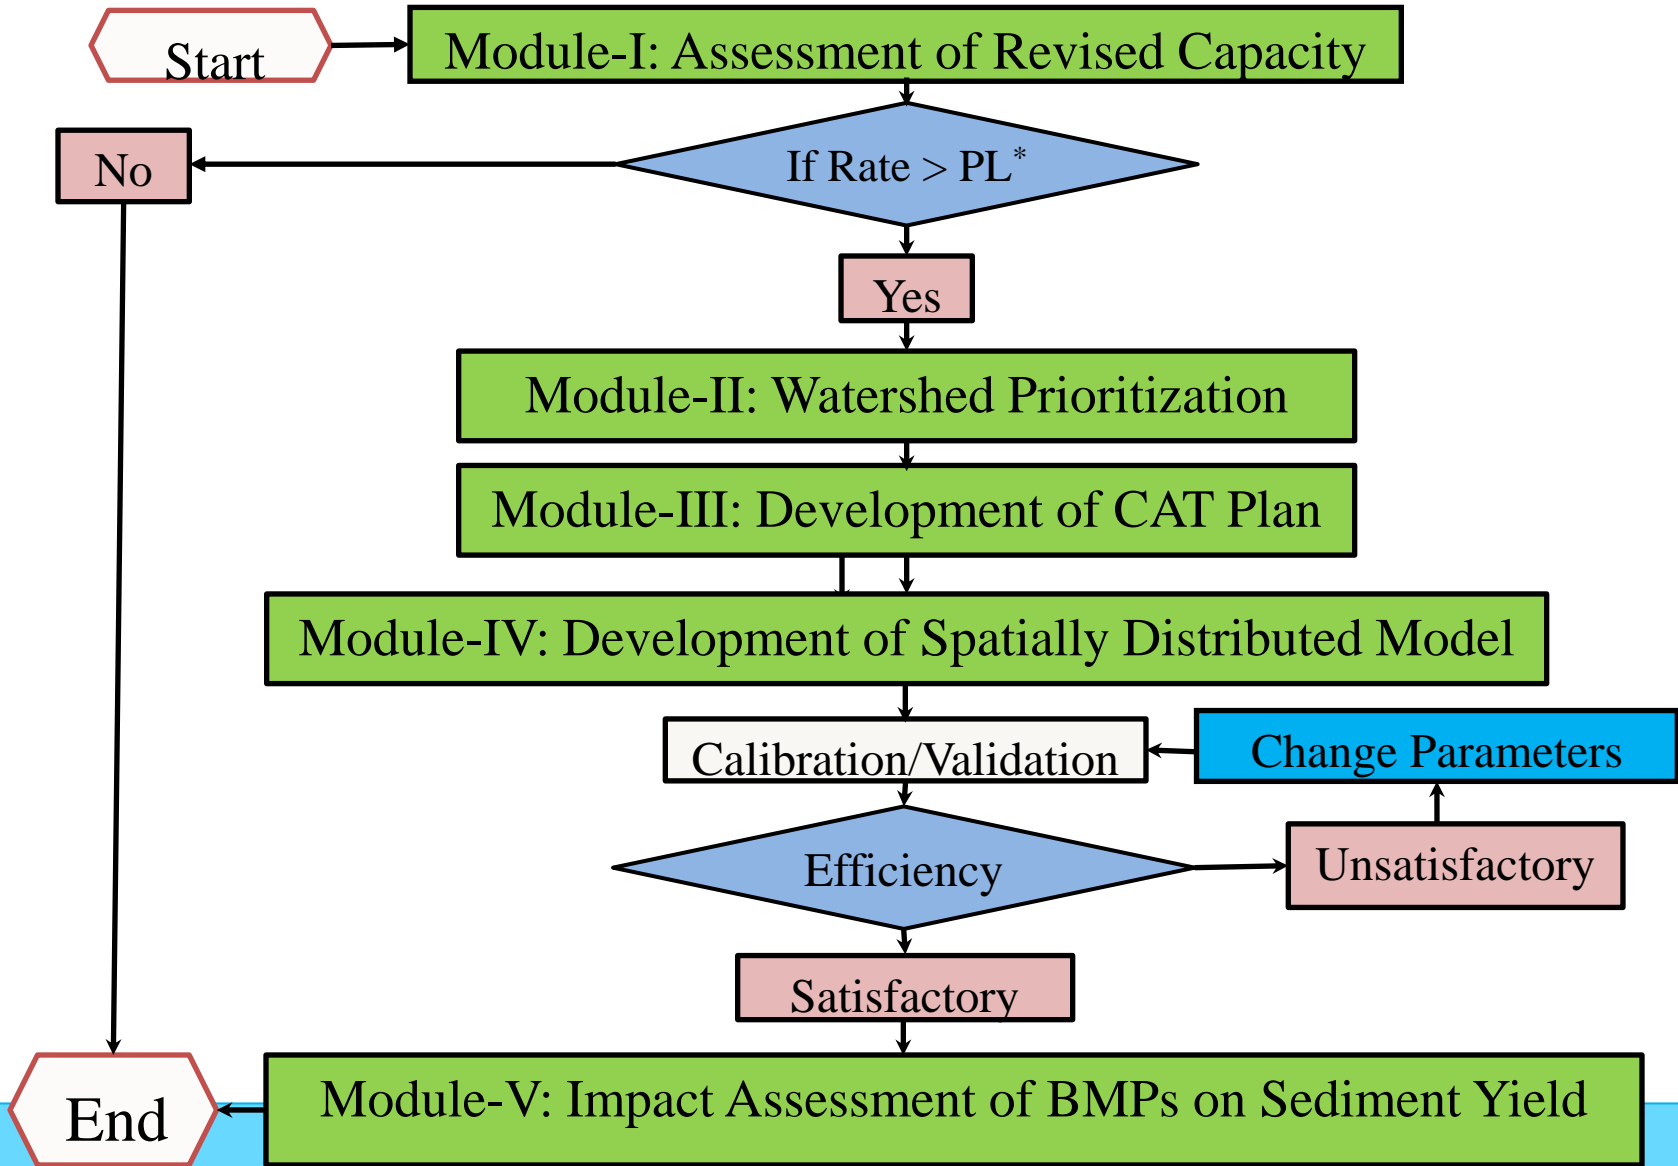 Start
Module-I: Assessment of Revised Capacity
No
If Rate > PL*
Yes
Module-II: Watershed Prioritization
Module-III: Development of CAT Plan
Module-IV: Development of Spatially Distributed Model
Calibration/Validation
Change Parameters
Efficiency
Unsatisfactory
Satisfactory
Module-V: Impact Assessment of BMPs on Sediment Yield
End